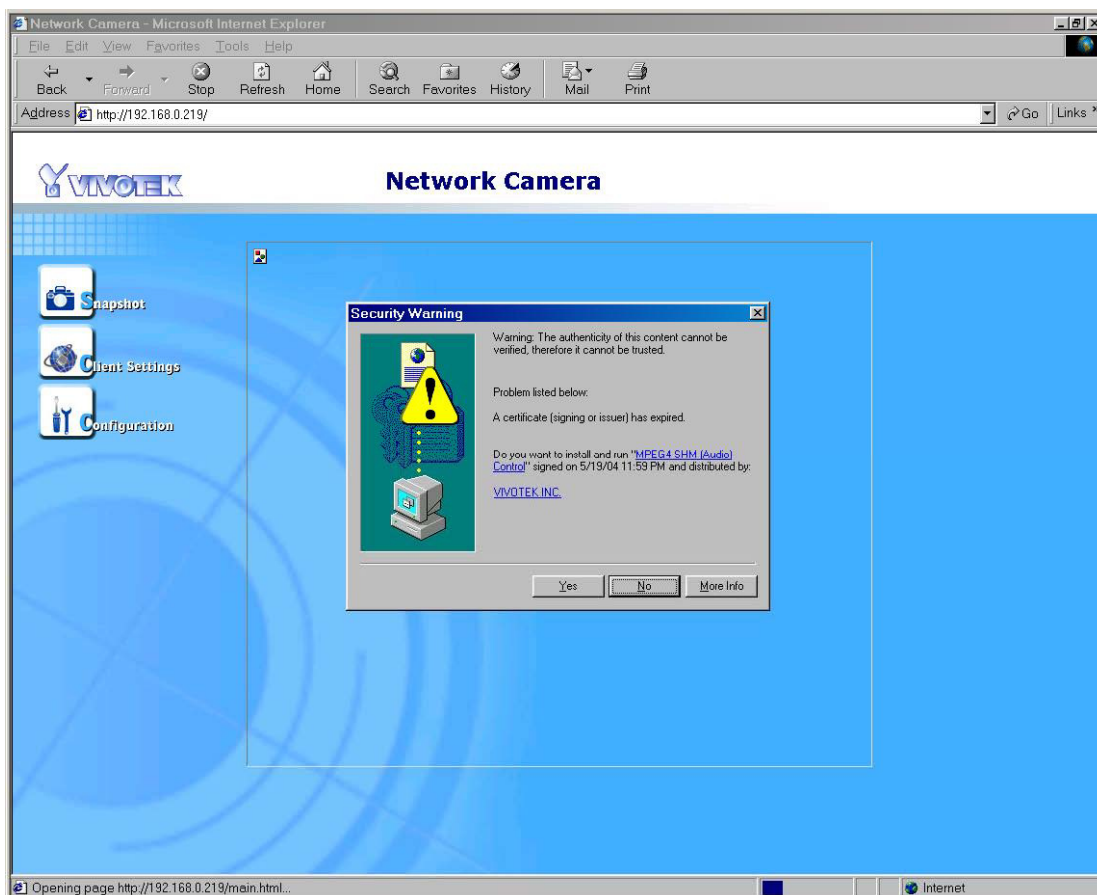 Network Camera - Microsoft Internet Explorer
File Edit View Favorites Tools Help
Back Forward Stop Refresh Home Search Favorites History Mail Print
Address http://192.168.0.219/ Go Links »
VIVOTEK
Network Camera
Snapshot
Client Settings
Configuration
Security Warning
Warning: The authenticity of this content cannot be
verified, therefore it cannot be trusted.
Problem listed below:
A certificate (signing or issuer) has expired.
Do you want to install and run "MPEG4 SHM (Audio)
Control" signed on 5/19/04 11:59 PM and distributed by:
VIVOTEK INC.
Yes No More Info
Opening page http://192.168.0.219/main.html... Internet